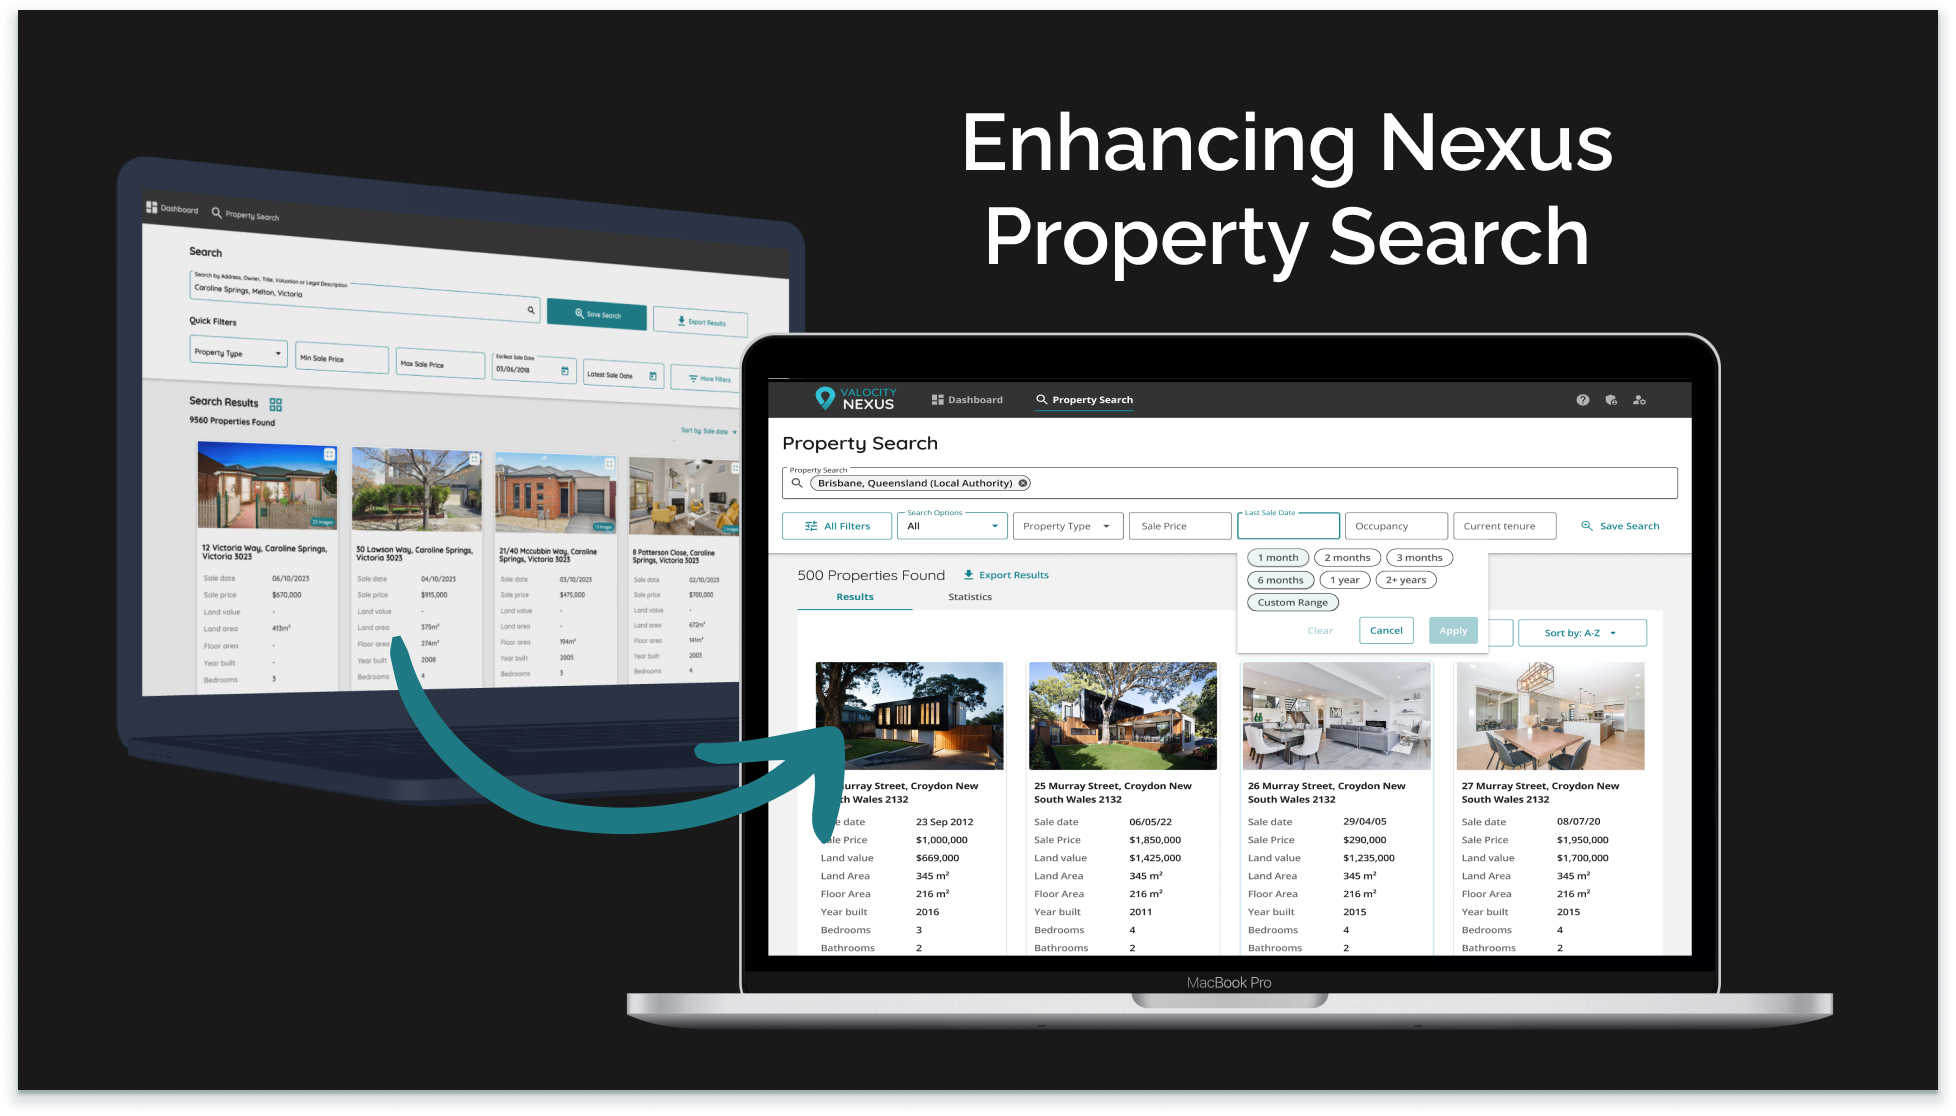 Enhancing Nexus
Property Search
Dashboard
Property Search
Search
Search by Address, Owner, Title, Valuation or Legal Description
Caroline Springs, Melton, Victoria
Save Search
Export Results
Quick Filters
Property Type
Min Sale Price
Max Sale Price
Earliest Sale Date
03/06/2018
Latest Sale Date
More Filters
Search Results
9560 Properties Found
Sort by: Sale date
23 Images
12 Victoria Way, Caroline Springs,
Victoria 3023
Sale date 06/10/2023
Sale price $670,000
Land value -
Land area 413m²
Floor area -
Year built -
Bedrooms 3
30 Lawson Way, Caroline Springs,
Victoria 3023
Sale date 04/10/2023
Sale price $915,000
Land value -
Land area 375m²
Floor area 274m²
Year built 2008
Bedrooms 4
21/40 Mccubbin Way, Caroline
Springs, Victoria 3023
Sale date 03/10/2023
Sale price $475,000
Land value -
Land area -
Floor area 194m²
Year built 2005
Bedrooms 3
8 Patterson Close, Caroline
Springs, Victoria 3023
Sale date 02/10/2023
Sale price $700,000
Land value -
Land area 672m²
Floor area 141m²
Year built 2003
Bedrooms 4
VALOCITY
NEXUS
Dashboard
Property Search
Property Search
Property Search
Brisbane, Queensland (Local Authority)
All Filters
Search Options
All
Property Type
Sale Price
Last Sale Date
Occupancy
Current tenure
Save Search
1 month 2 months 3 months
6 months 1 year 2+ years
Custom Range
Clear Cancel Apply
500 Properties Found
Export Results
Results
Statistics
Sort by: A-Z
Murray Street, Croydon New
South Wales 2132
Sale date 23 Sep 2012
Sale Price $1,000,000
Land value $669,000
Land Area 345 m²
Floor Area 216 m²
Year built 2016
Bedrooms 3
Bathrooms 2
25 Murray Street, Croydon New
South Wales 2132
Sale date 06/05/22
Sale Price $1,850,000
Land value $1,425,000
Land Area 345 m²
Floor Area 216 m²
Year built 2011
Bedrooms 4
Bathrooms 2
26 Murray Street, Croydon New
South Wales 2132
Sale date 29/04/05
Sale Price $290,000
Land value $1,235,000
Land Area 345 m²
Floor Area 216 m²
Year built 2015
Bedrooms 4
Bathrooms 2
27 Murray Street, Croydon New
South Wales 2132
Sale date 08/07/20
Sale Price $1,950,000
Land value $1,700,000
Land Area 345 m²
Floor Area 216 m²
Year built 2015
Bedrooms 4
Bathrooms 2
MacBook Pro